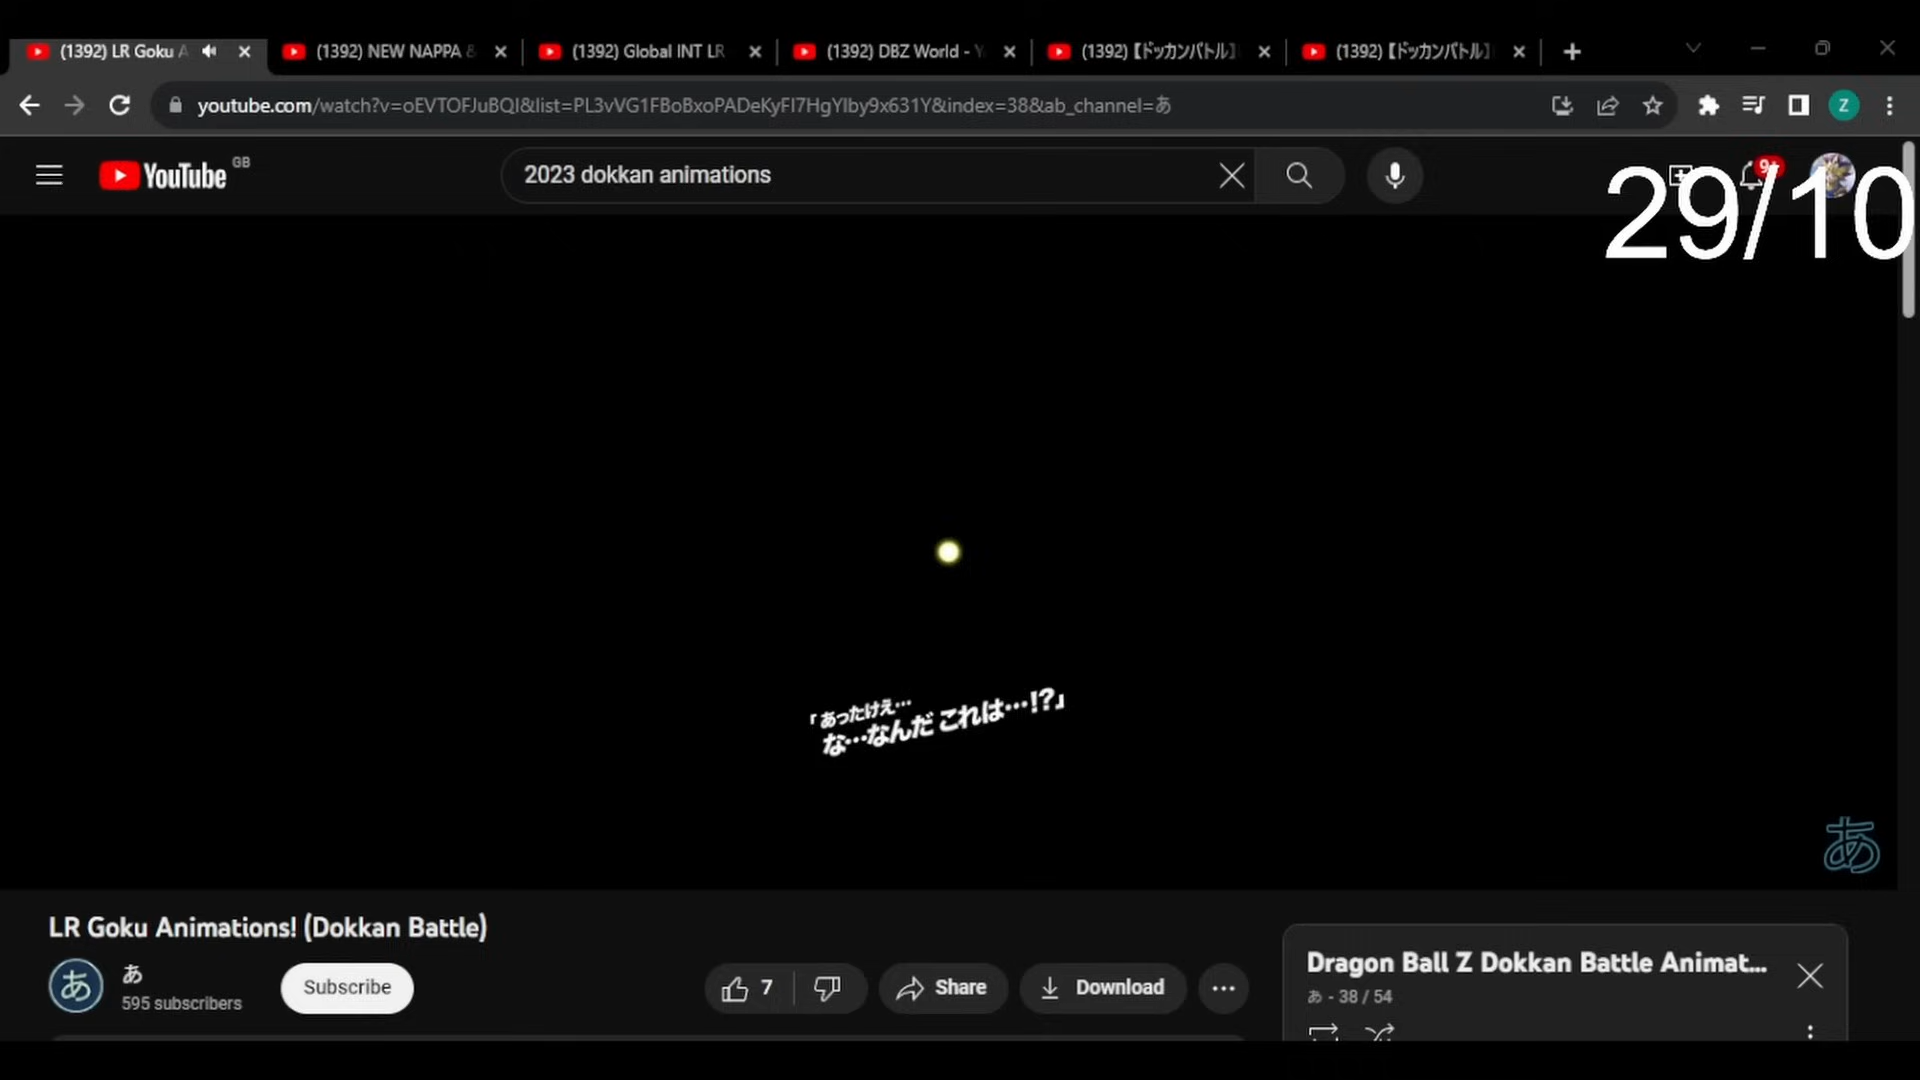 (1392) LR Goku A
(1392) NEW NAPPA &
(1392) Global INT LR
(1392) DBZ World - Y
(1392) 【ドッカンバトル】
(1392) 【ドッカンバトル】
youtube.com/watch?v=oEVTOFJuBQI&list=PL3vVG1FBoBxoPADeKyFI7HgYIby9x631Y&index=38&ab_channel=あ
Z
YouTube GB
2023 dokkan animations
9+
29/10
「あったけえ…
な…なんだ これは…!?」
あ
LR Goku Animations! (Dokkan Battle)
あ
あ
595 subscribers
Subscribe
7
Share
Download
Dragon Ball Z Dokkan Battle Animat...
あ - 38 / 54